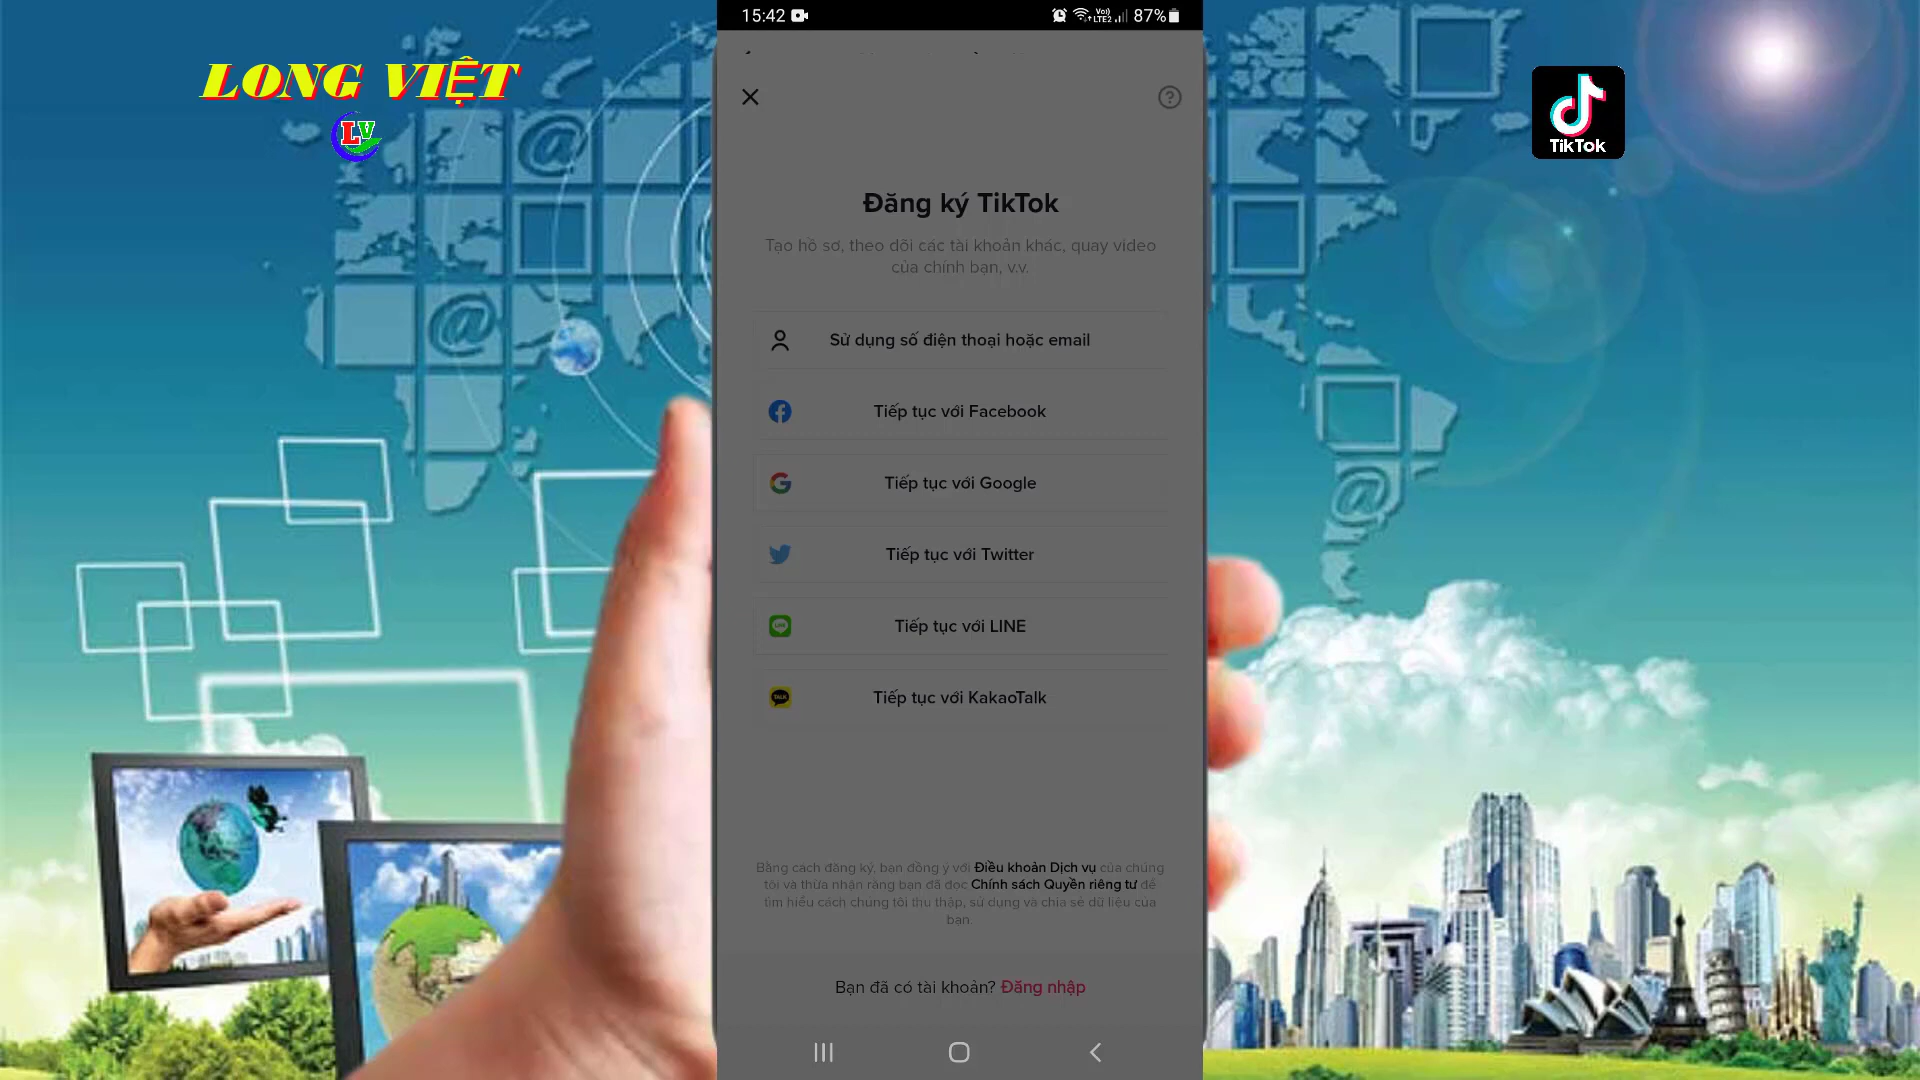 15:42
Vo))
LTE2
87%
LONG VIỆT
LV
TikTok
Đăng ký TikTok
Tạo hồ sơ, theo dõi các tài khoản khác, quay video
của chính bạn, v.v.
Sử dụng số điện thoại hoặc email
Tiếp tục với Facebook
Tiếp tục với Google
Tiếp tục với Twitter
Tiếp tục với LINE
Tiếp tục với KakaoTalk
Bằng cách đăng ký, bạn đồng ý với Điều khoản Dịch vụ của chúng
tôi và thừa nhận rằng bạn đã đọc Chính sách Quyền riêng tư để
tìm hiểu cách chúng tôi thu thập, sử dụng và chia sẻ dữ liệu của
bạn.
Bạn đã có tài khoản? Đăng nhập